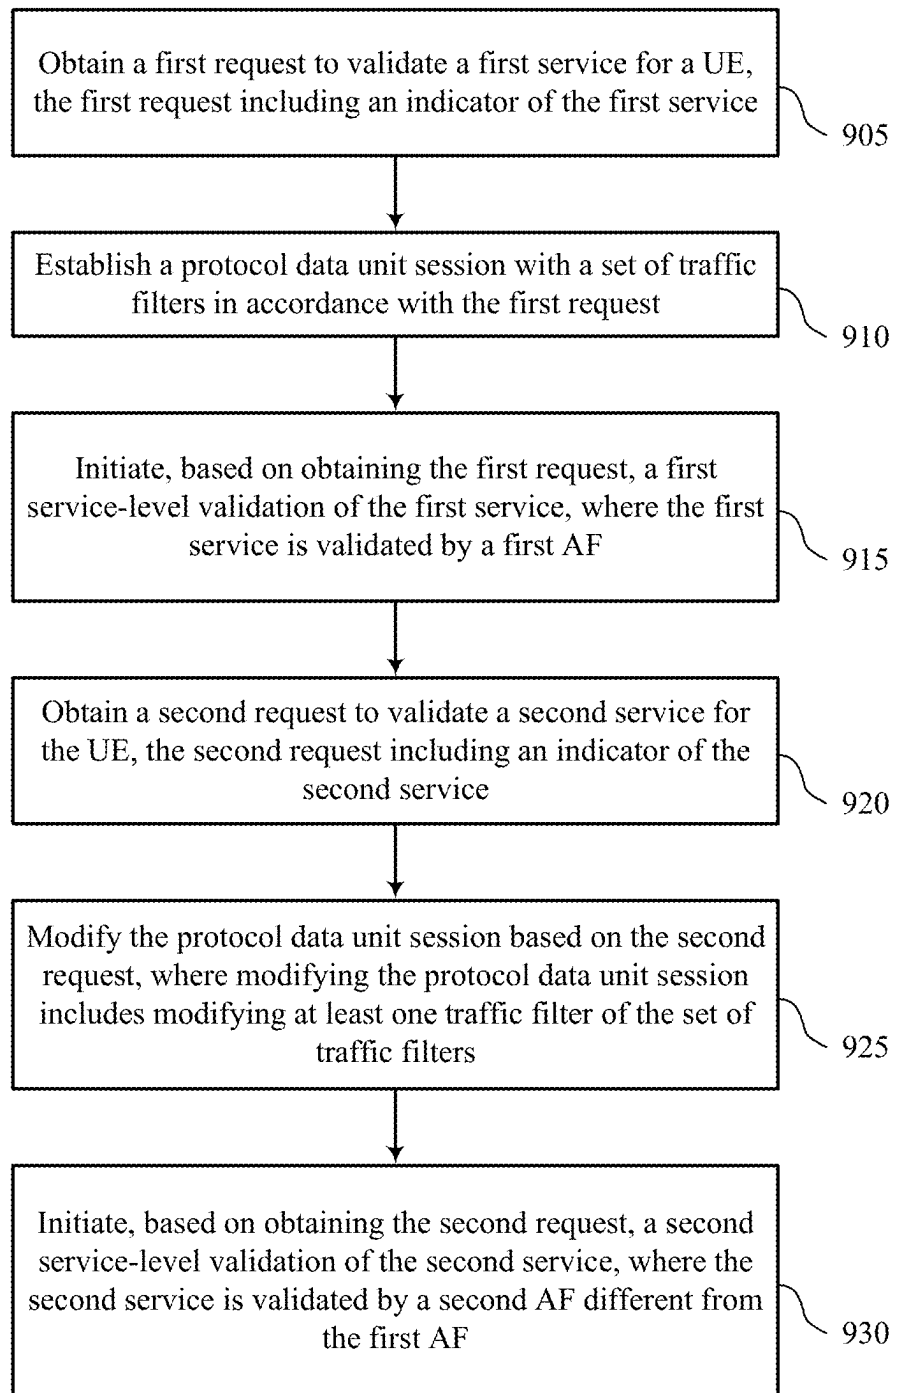 Obtain a first request to validate a first service for a UE,
the first request including an indicator of the first service
905
Establish a protocol data unit session with a set of traffic
filters in accordance with the first request
910
Initiate, based on obtaining the first request, a first
service-level validation of the first service, where the first
service is validated by a first AF
915
Obtain a second request to validate a second service for
the UE, the second request including an indicator of the
second service
920
Modify the protocol data unit session based on the second
request, where modifying the protocol data unit session
includes modifying at least one traffic filter of the set of
traffic filters
925
Initiate, based on obtaining the second request, a second
service-level validation of the second service, where the
second service is validated by a second AF different from
the first AF
930